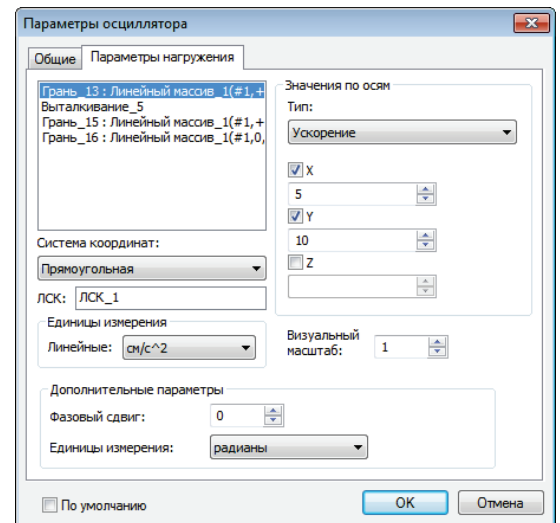 Параметры осциллятора
Общие
Параметры нагружения
Грань_13 : Линейный массив_1(#1,+
Выталкивание_5
Грань_15 : Линейный массив_1(#1,+
Грань_16 : Линейный массив_1(#1,0,
Система координат:
Прямоугольная
ЛСК: ЛСК_1
Единицы измерения
Линейные: см/с^2
Значения по осям
Тип:
Ускорение
X
5
Y
10
Z
Визуальный
масштаб: 1
Дополнительные параметры
Фазовый сдвиг: 0
Единицы измерения: радианы
По умолчанию
OK
Отмена